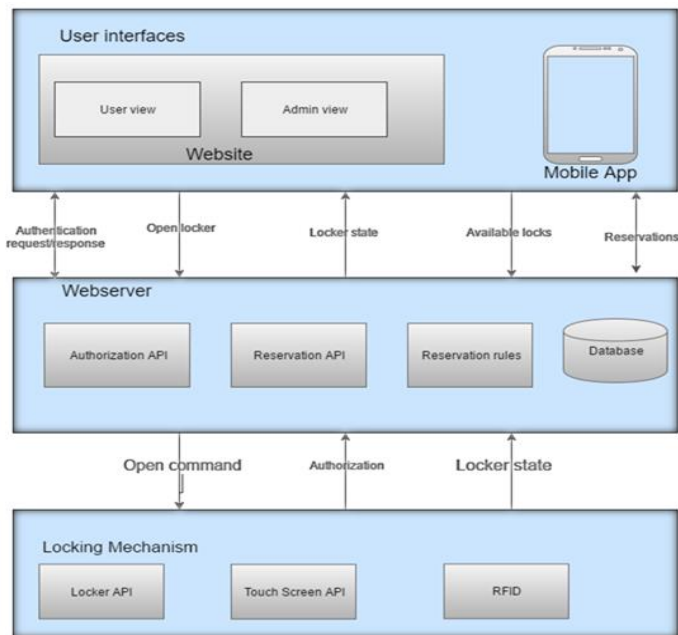 User interfaces
User view
Admin view
Website
Mobile App
Authentication
request/response
Open locker
Locker state
Available locks
Reservations
Webserver
Authorization API
Reservation API
Reservation rules
Database
Open command
Authorization
Locker state
Locking Mechanism
Locker API
Touch Screen API
RFID